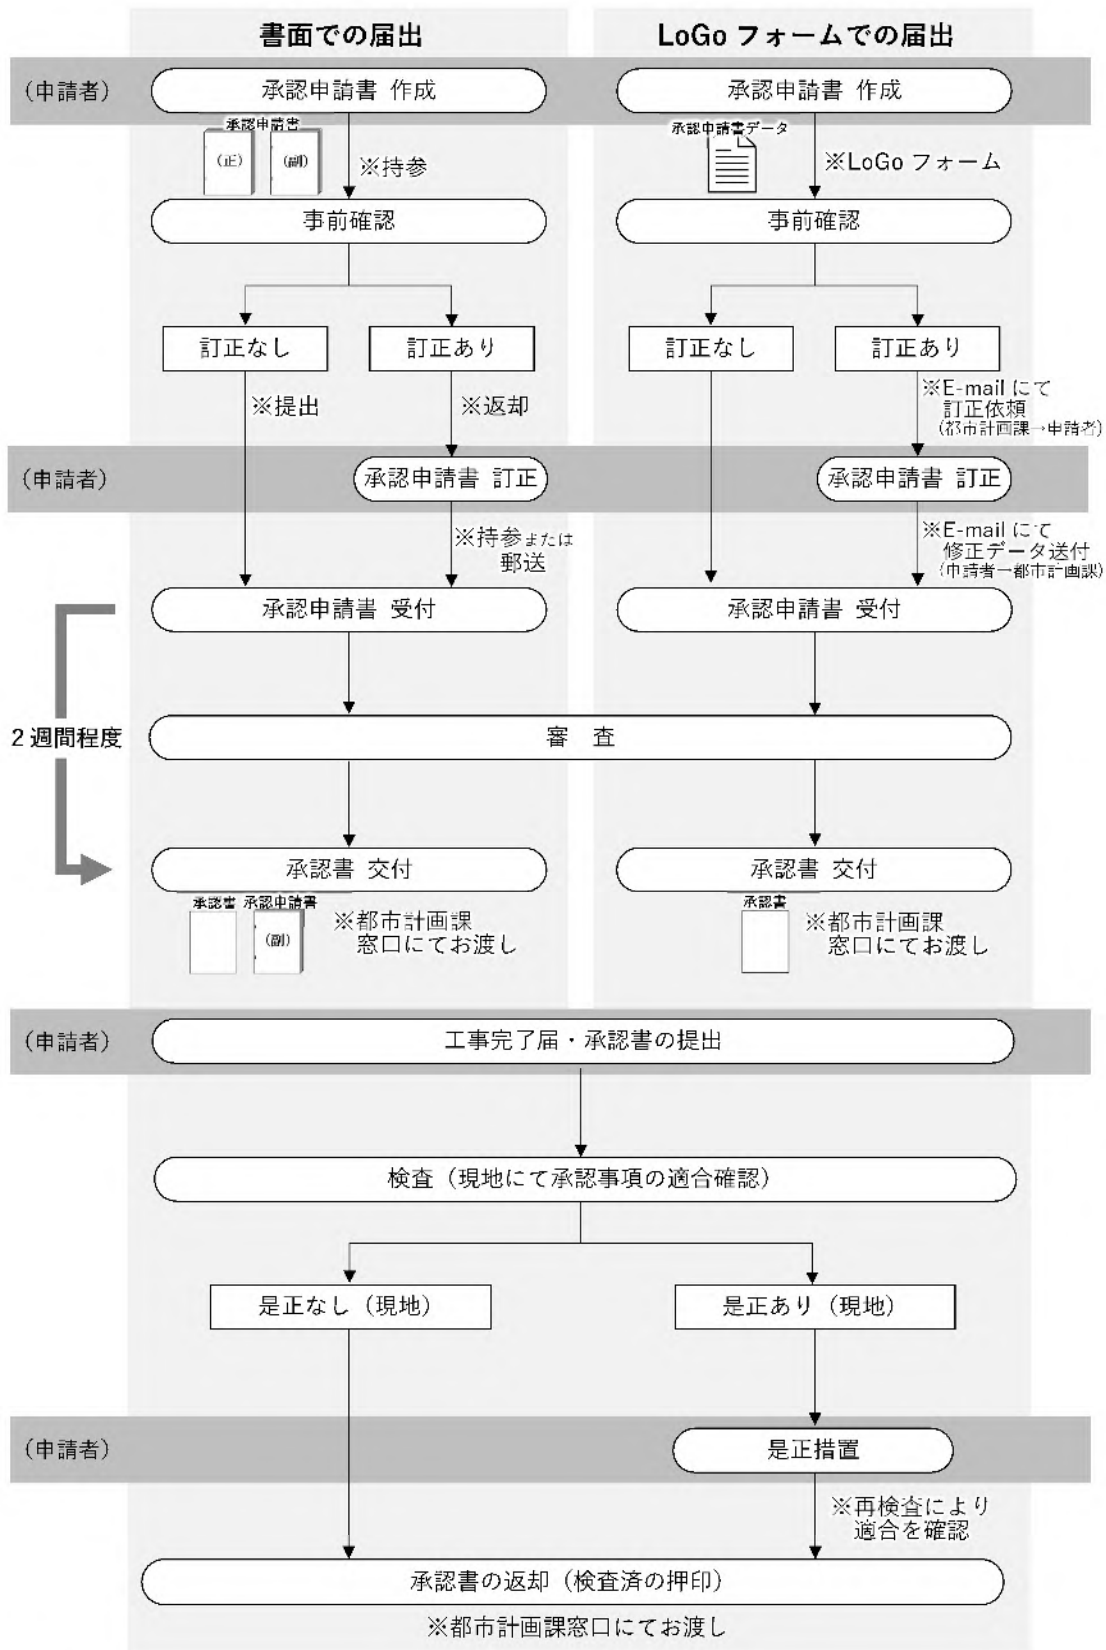 書面での届出
LoGo フォームでの届出
（申請者）
承認申請書 作成
承認申請書 作成
承認申請書
（正）
（副）
※持参
承認申請書データ
※LoGo フォーム
事前確認
事前確認
訂正なし
訂正あり
訂正なし
訂正あり
※提出
※返却
※E-mail にて
訂正依頼
（都市計画課→申請者）
（申請者）
承認申請書 訂正
承認申請書 訂正
※持参または
郵送
※E-mail にて
修正データ送付
（申請者→都市計画課）
承認申請書 受付
承認申請書 受付
2 週間程度
審 査
承認書 交付
承認書 交付
承認書 承認申請書
（副）
※都市計画課
窓口にてお渡し
承認書
※都市計画課
窓口にてお渡し
（申請者）
工事完了届・承認書の提出
検査（現地にて承認事項の適合確認）
是正なし（現地）
是正あり（現地）
（申請者）
是正措置
※再検査により
適合を確認
承認書の返却（検査済の押印）
※都市計画課窓口にてお渡し